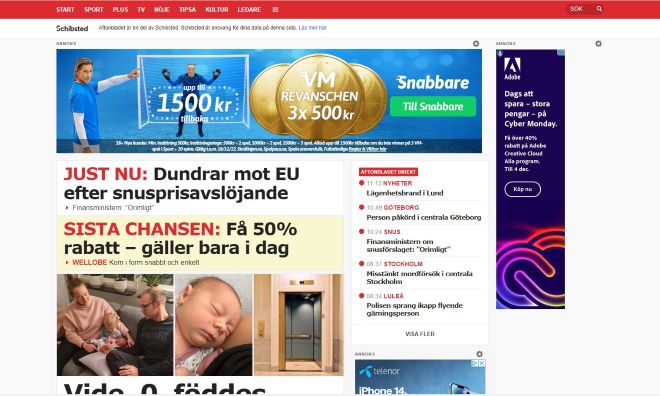 START SPORT PLUS TV NÖJE TIPSA KULTUR LEDARE
SÖK
Schibsted
Aftonbladet är en del av Schibsted. Schibsted är ansvarig för dina data på denna sida. Läs mer här
ANNONS
ANNONS
upp till
1500 kr
tillbaka
VM
REVANSCHEN
3x500kr
Snabbare
Till Snabbare
Adobe
Dags att
spara – stora
pengar – på
Cyber Monday.
Få över 40%
rabatt på Adobe
Creative Cloud
Alla program.
Till 4 dec.
Köp nu
JUST NU: Dundrar mot EU
efter snusprisavslöjande
Finansministern: ”Orimligt”
SISTA CHANSEN: Få 50%
rabatt – gäller bara i dag
WELLOBE Kom i form snabbt och enkelt
AFTONBLADET DIREKT
11.13 NYHETER
Lägenhetsbrand i Lund
10.49 GÖTEBORG
Person påkörd i centrala Göteborg
10.24 SNUS
Finansministern om
snusförslaget: ”Orimligt”
08.37 STOCKHOLM
Misstänkt mordförsök i centrala
Stockholm
08.34 LULEÅ
Polisen sprang ikapp flyende
gärningsperson
VISA FLER
ANNONS
telenor
iPhone 14.